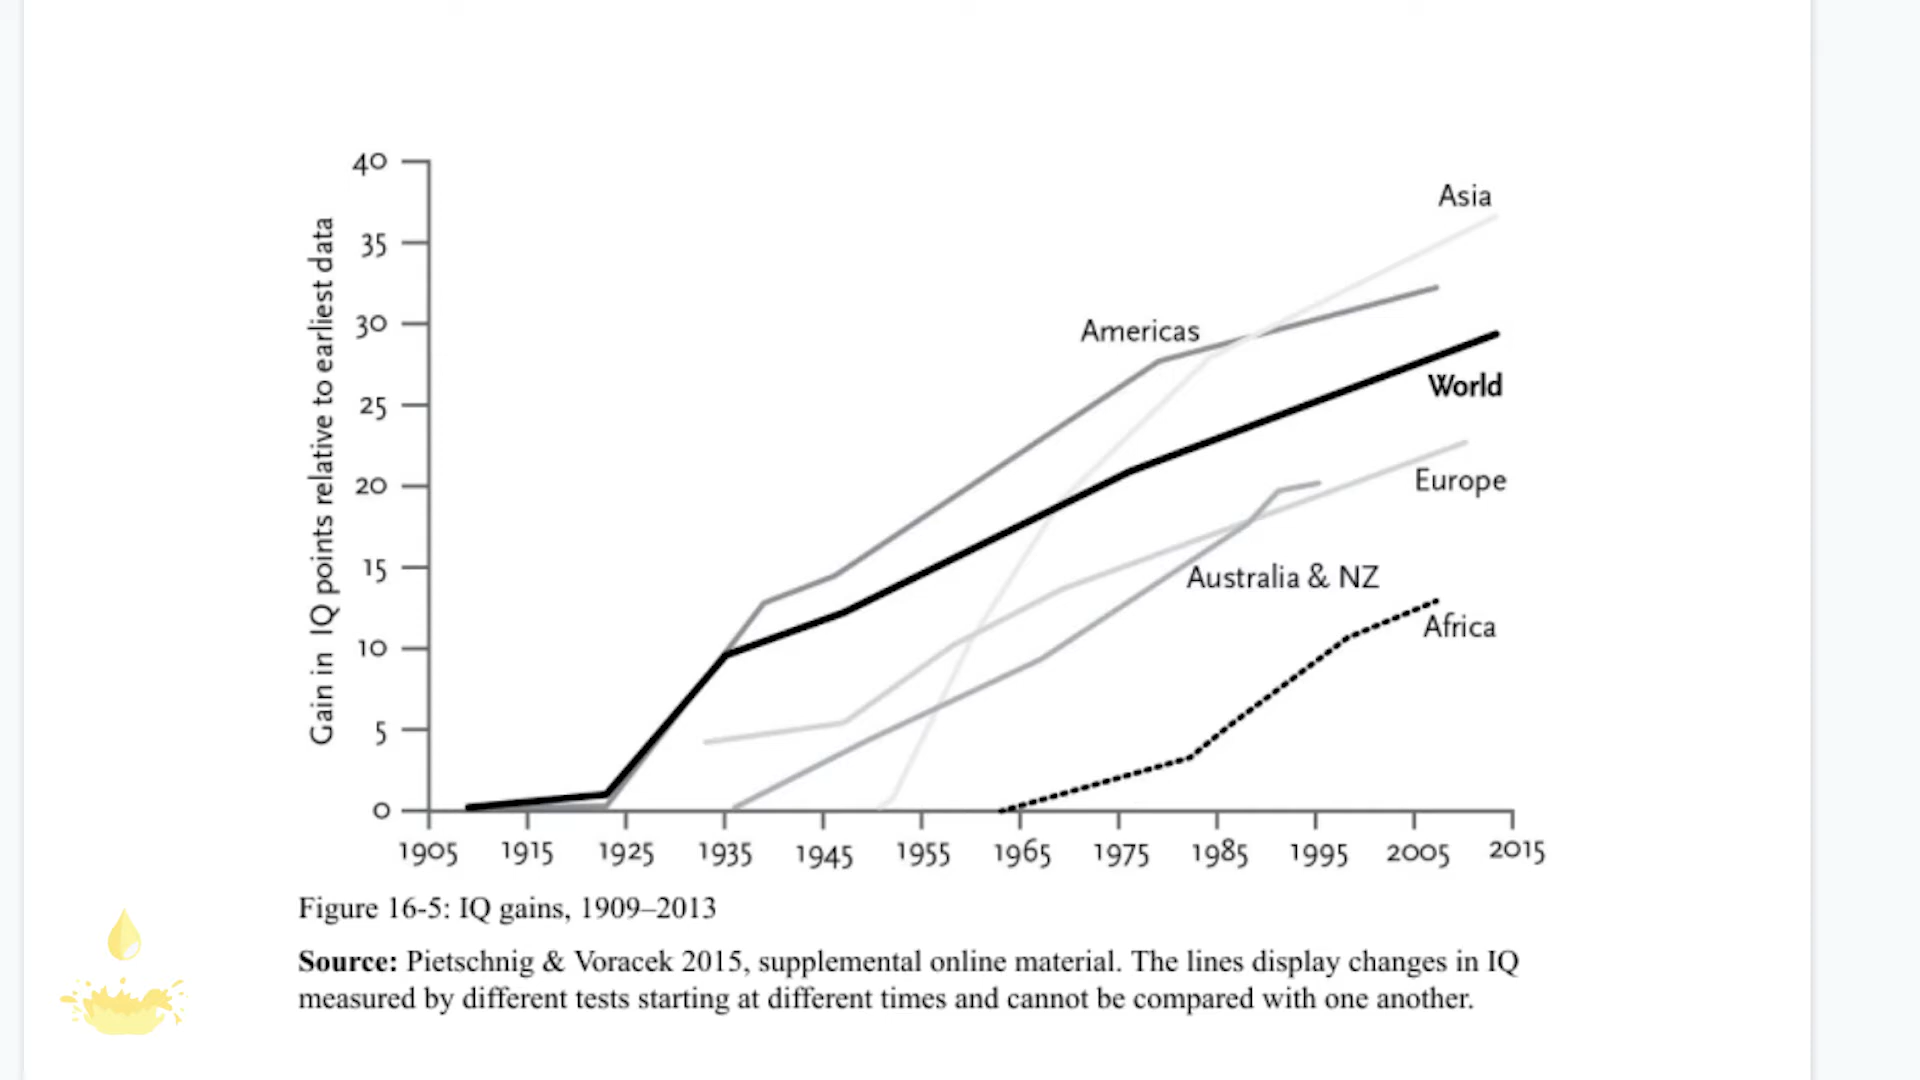 40
Asia
35
Gain in IQ points relative to earliest data
30
Americas
25
World
20
Europe
15
Australia & NZ
10
Africa
5
0
1905 1915 1925 1935 1945 1955 1965 1975 1985 1995 2005 2015
Figure 16-5: IQ gains, 1909–2013
Source: Pietschnig & Voracek 2015, supplemental online material. The lines display changes in IQ
measured by different tests starting at different times and cannot be compared with one another.